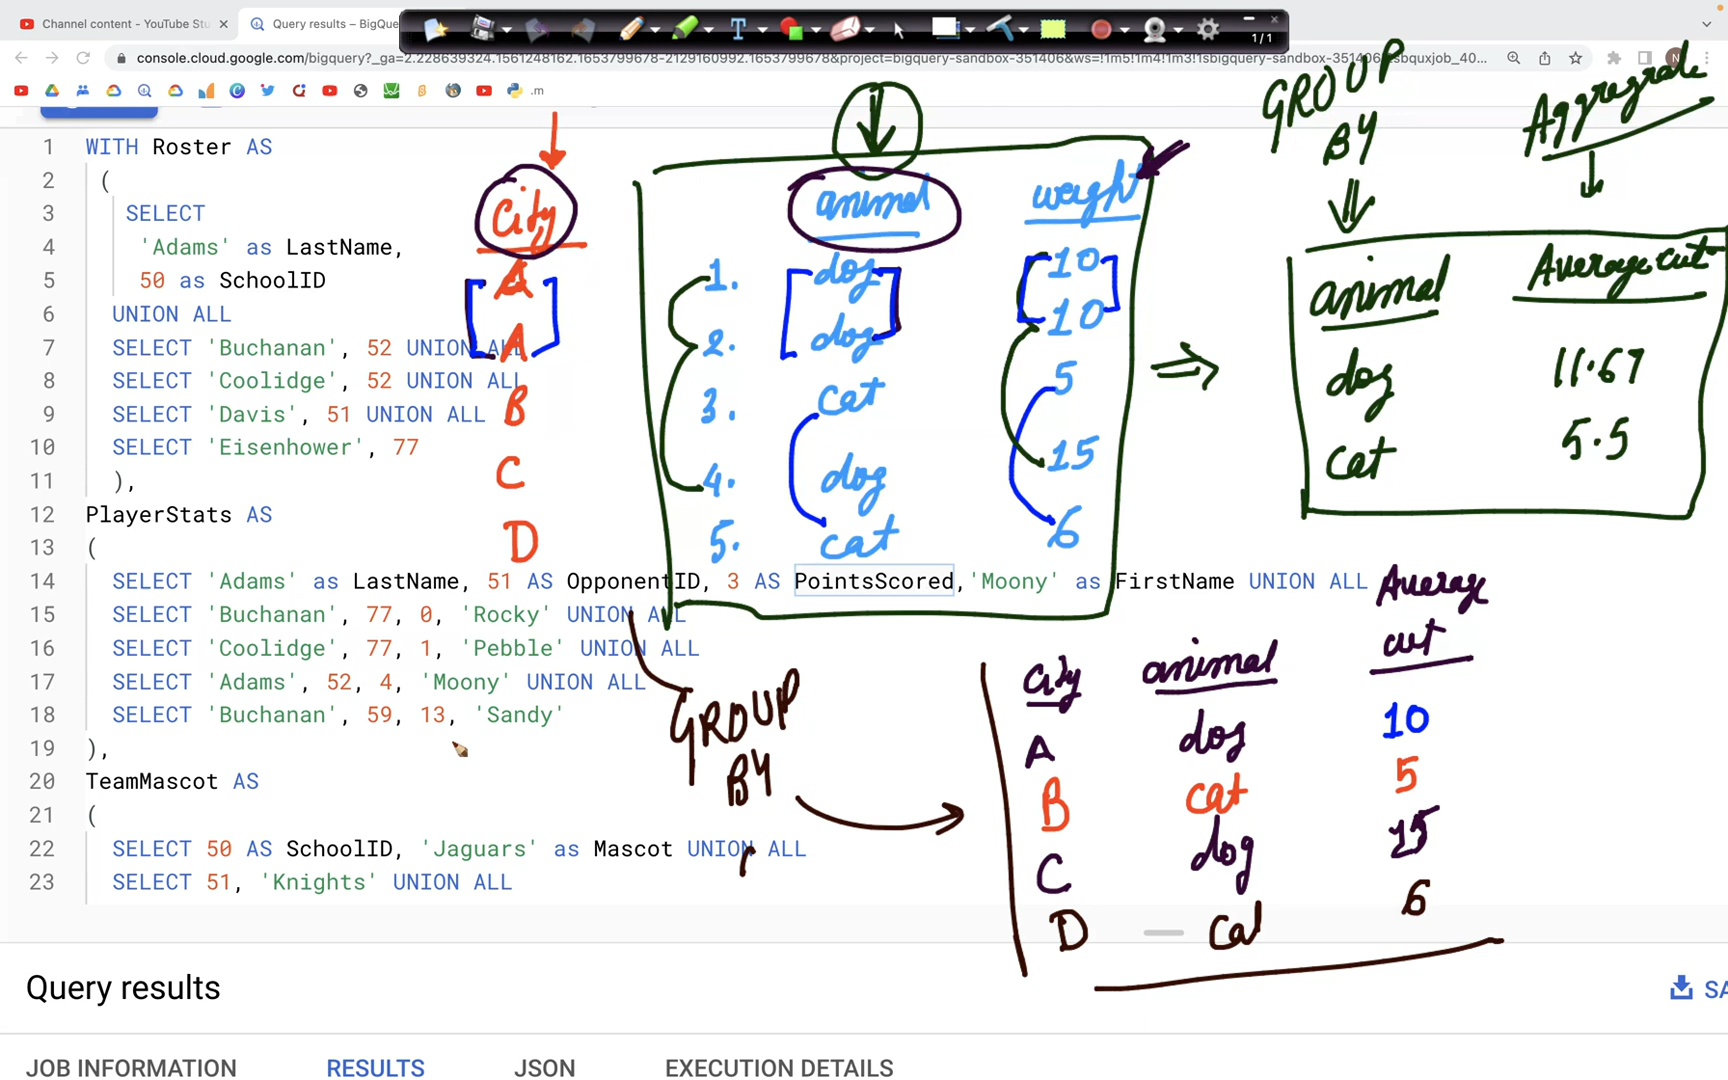 Channel content - YouTube Stu
Query results – BigQu
1/1
console.cloud.google.com/bigquery?_ga=2.228639324.1561248162.1653799678-2129160992.1653799678&project=bigquery-sandbox-351406&ws=!1m5!1m4!1m3!1sbigquery-sandbox-351406!2sbquxjob_40...
.m
1 WITH Roster AS
2 (
3 SELECT
4 'Adams' as LastName,
5 50 as SchoolID
6 UNION ALL
7 SELECT 'Buchanan', 52 UNION ALL
8 SELECT 'Coolidge', 52 UNION ALL
9 SELECT 'Davis', 51 UNION ALL
10 SELECT 'Eisenhower', 77
11 ),
12 PlayerStats AS
13 (
14 SELECT 'Adams' as LastName, 51 AS OpponentID, 3 AS PointsScored,'Moony' as FirstName UNION ALL
15 SELECT 'Buchanan', 77, 0, 'Rocky' UNION ALL
16 SELECT 'Coolidge', 77, 1, 'Pebble' UNION ALL
17 SELECT 'Adams', 52, 4, 'Moony' UNION ALL
18 SELECT 'Buchanan', 59, 13, 'Sandy'
19 ),
20 TeamMascot AS
21 (
22 SELECT 50 AS SchoolID, 'Jaguars' as Mascot UNION ALL
23 SELECT 51, 'Knights' UNION ALL
city animal weight
A 1. dog 10
A 2. dog 10
B 3. cat 5
C 4. dog 15
D 5. cat 6
GROUP
BY
Aggregate
animal Average wt
dog 11.67
cat 5.5
GROUP
BY
city animal Average
wt
A dog 10
B cat 5
C dog 15
D cat 6
Query results
SA
JOB INFORMATION RESULTS JSON EXECUTION DETAILS